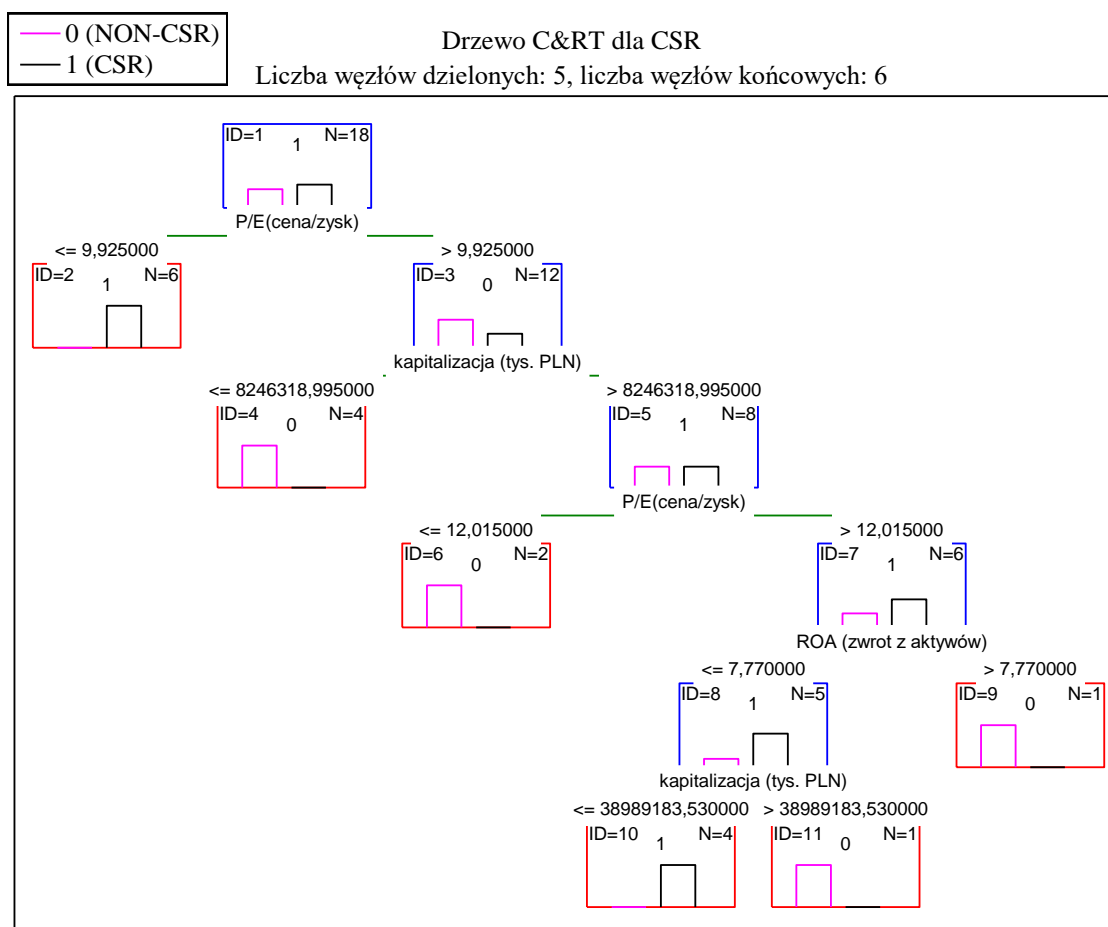 0 (NON-CSR)
1 (CSR)
Drzewo C&RT dla CSR
Liczba węzłów dzielonych: 5, liczba węzłów końcowych: 6
ID=1 1 N=18
P/E(cena/zysk)
<= 9,925000 > 9,925000
ID=2 1 N=6 ID=3 0 N=12
kapitalizacja (tys. PLN)
<= 8246318,995000 > 8246318,995000
ID=4 0 N=4 ID=5 1 N=8
P/E(cena/zysk)
<= 12,015000 > 12,015000
ID=6 0 N=2 ID=7 1 N=6
ROA (zwrot z aktywów)
<= 7,770000 > 7,770000
ID=8 1 N=5 ID=9 0 N=1
kapitalizacja (tys. PLN)
<= 38989183,530000 > 38989183,530000
ID=10 1 N=4 ID=11 0 N=1